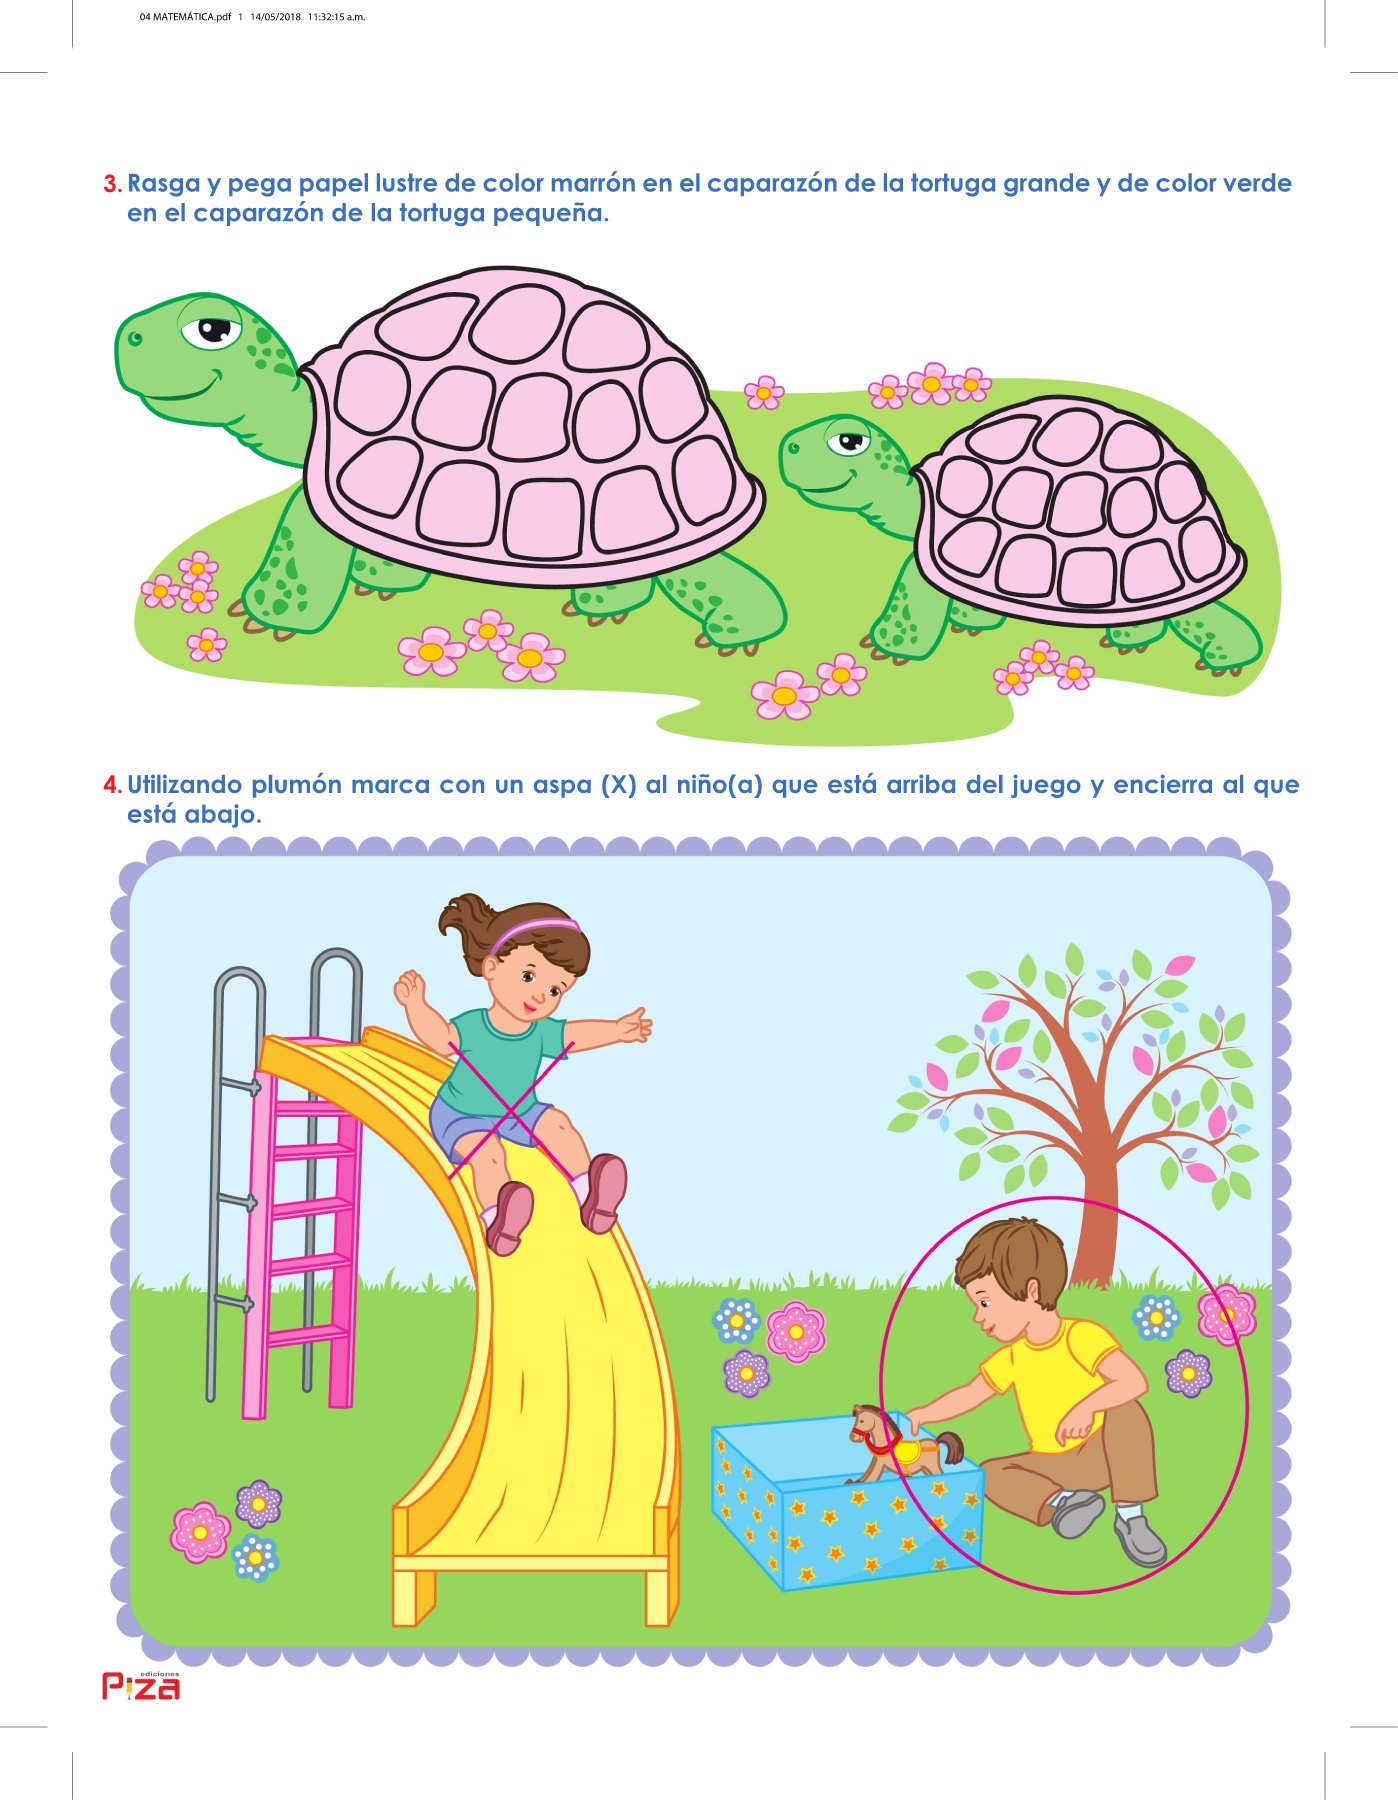 04 MATEMÁTICA.pdf 1 14/05/2018 11:32:15 a.m.
3. Rasga y pega papel lustre de color marrón en el caparazón de la tortuga grande y de color verde
en el caparazón de la tortuga pequeña.
4. Utilizando plumón marca con un aspa (X) al niño(a) que está arriba del juego y encierra al que
está abajo.
ediciones
Piza